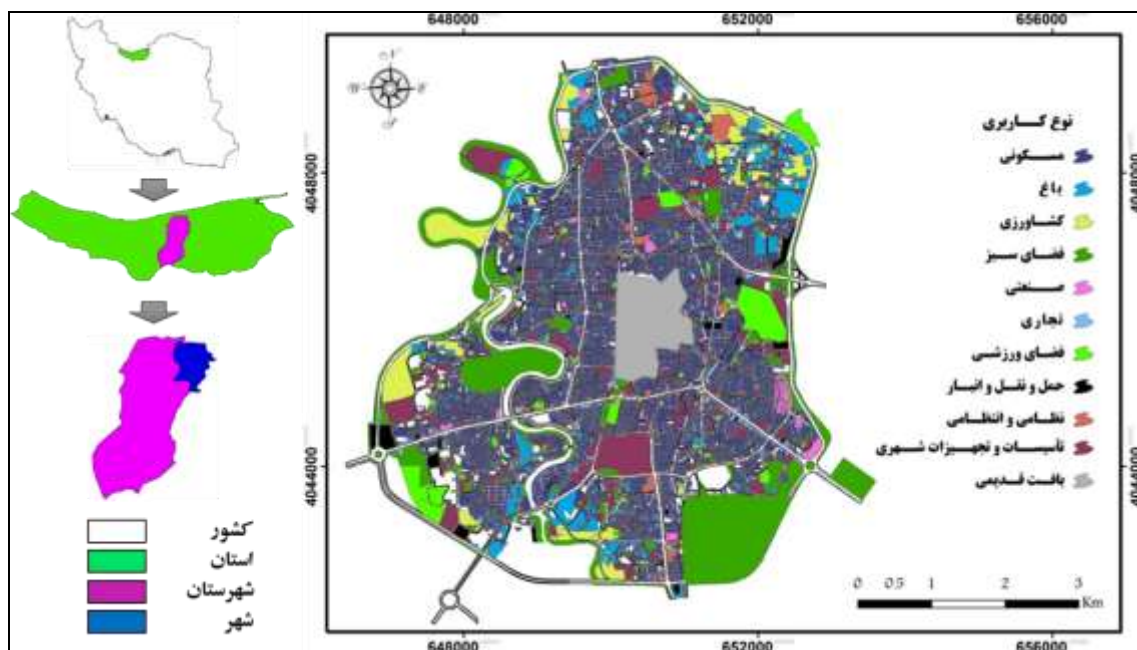 648000 652000 656000
4048000 4048000
4044000 4044000
نوع کاربری
مسکونی
باغ
کشاورزی
فضای سبز
صنعتی
تجاری
فضای ورزشی
حمل و نقل و انبار
نظامی و انتظامی
تأسیسات و تجهیزات شهری
بافت قدیمی
0 0.5 1 2 3
Km
648000 652000 656000
کشور
استان
شهرستان
شهر